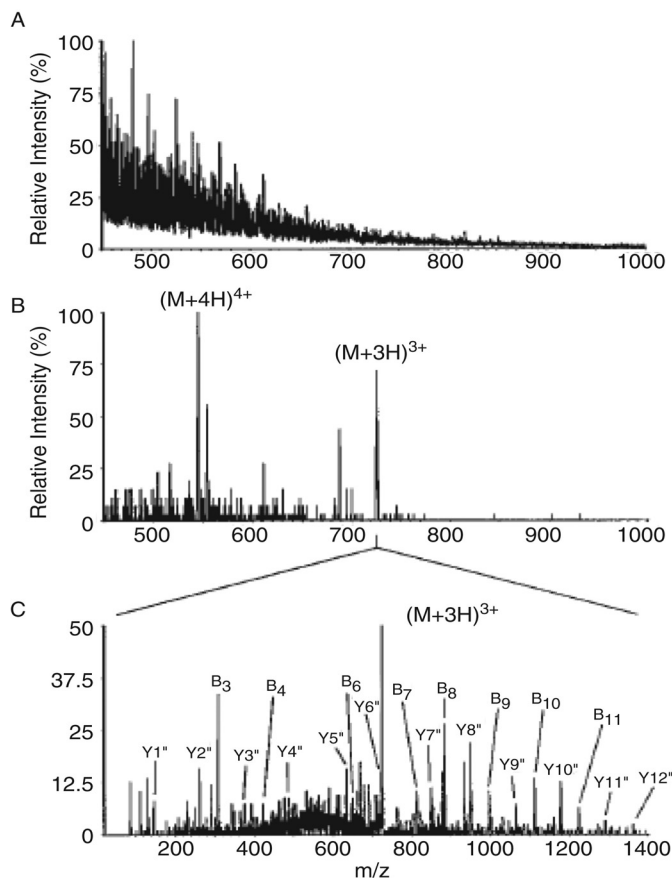 A
Relative Intensity (%)
100
75
50
25
0
500 600 700 800 900 1000
B
(M+4H)4+
(M+3H)3+
Relative Intensity (%)
100
75
50
25
0
500 600 700 800 900 1000
C
(M+3H)3+
50
37.5
25
12.5
0
B3 B4 B6 B7 B8 B9 B10 B11
Y1" Y2" Y3" Y4" Y5" Y6" Y7" Y8" Y9" Y10" Y11" Y12"
200 400 600 800 1000 1200 1400
m/z